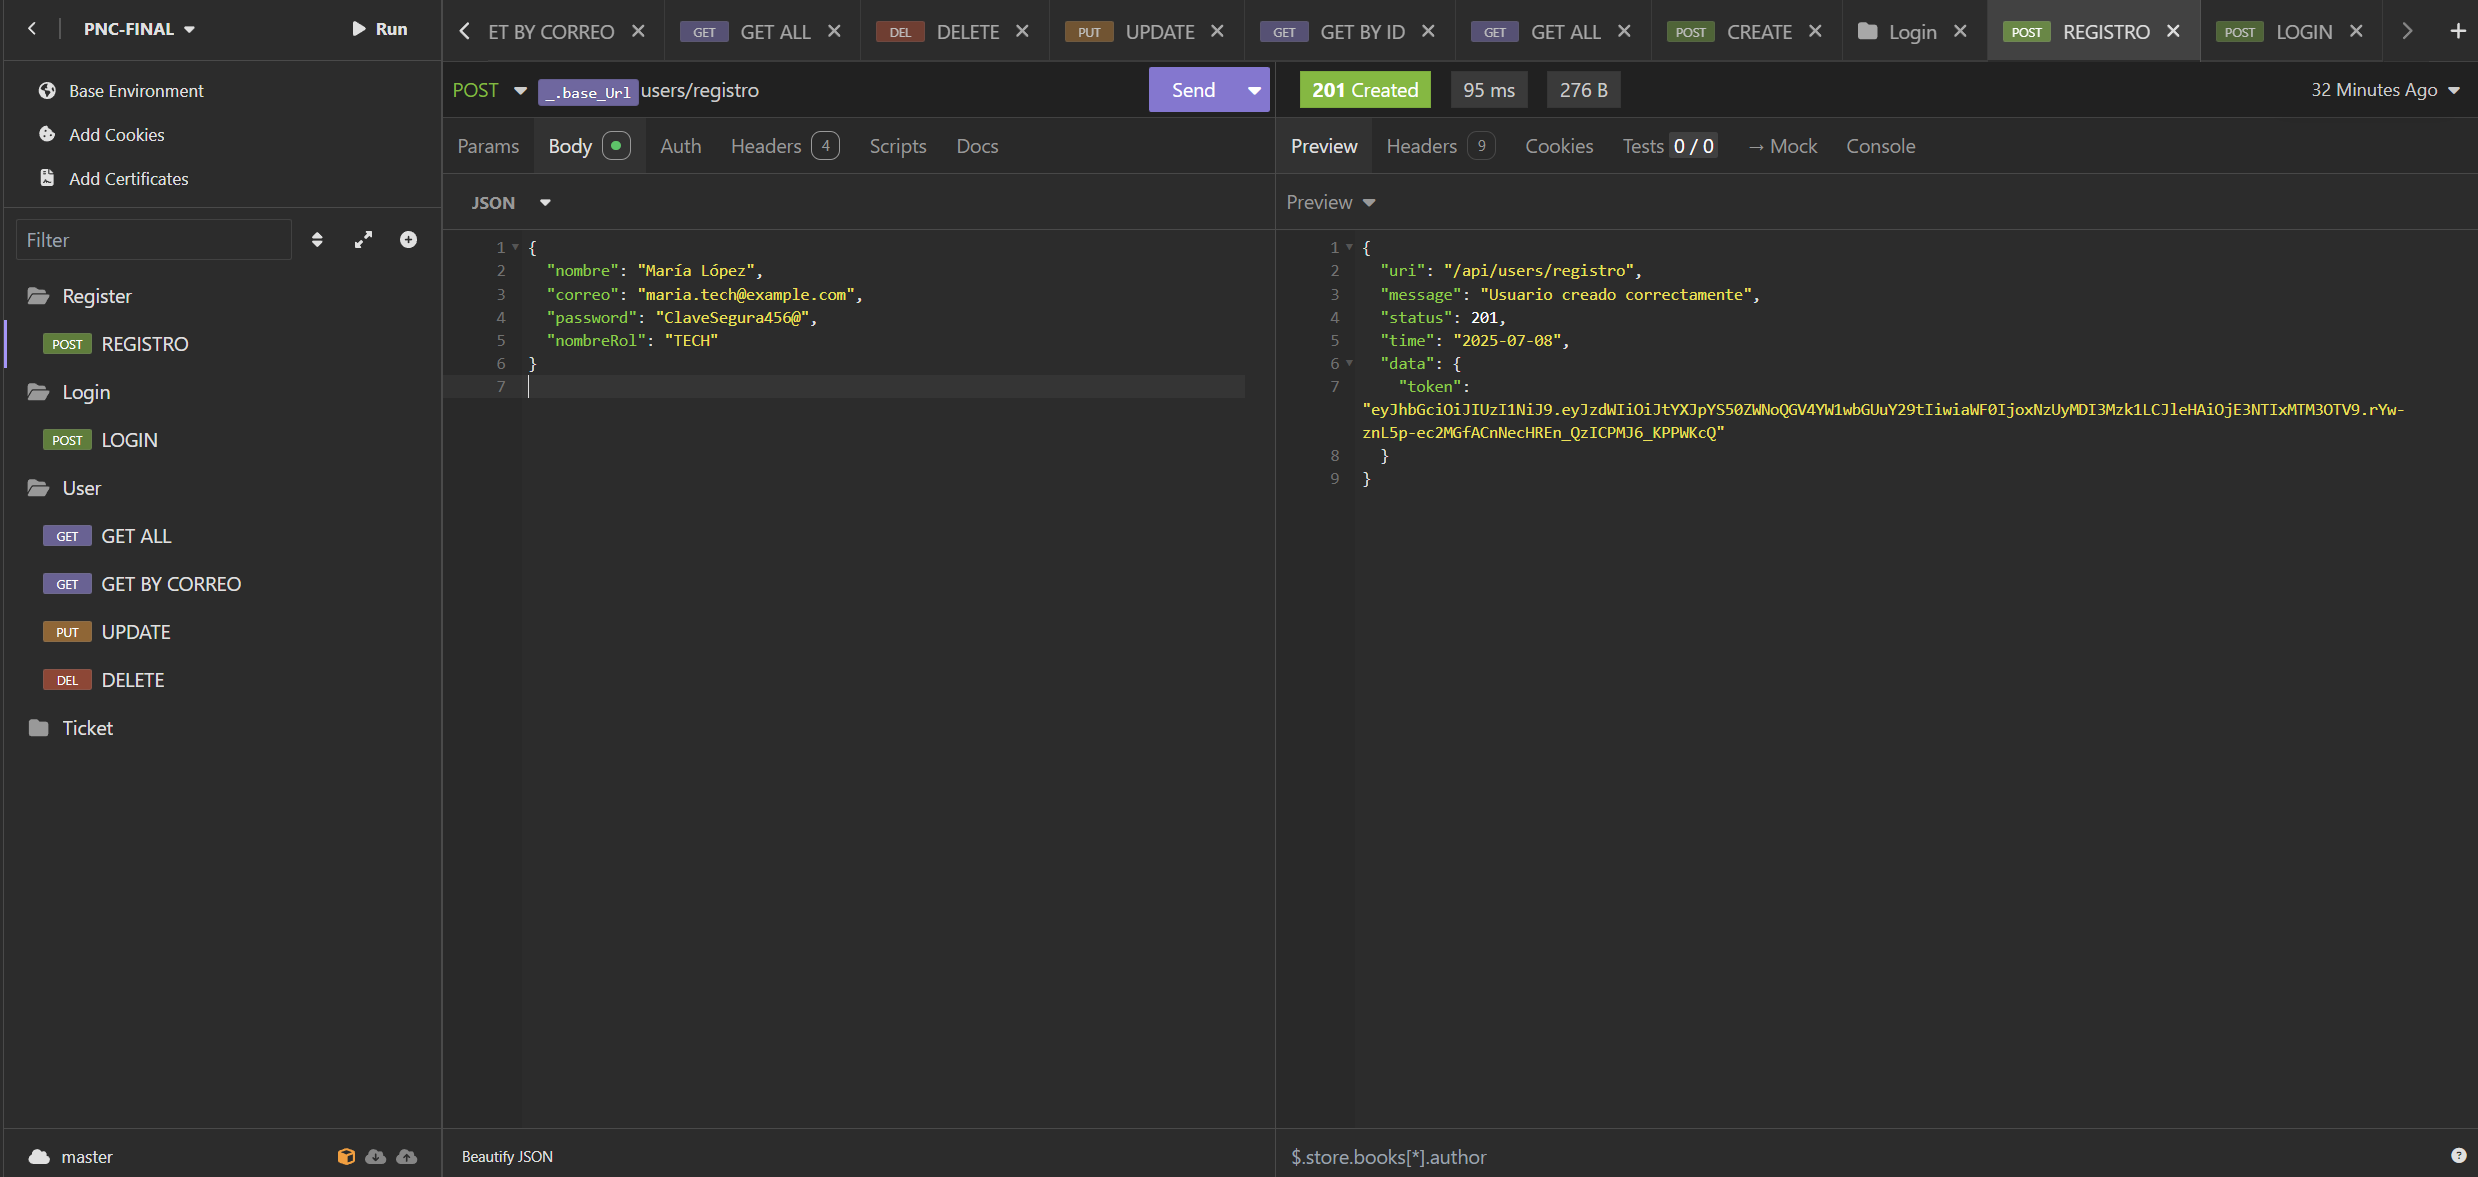 PNC-FINAL
Run
Base Environment
Add Cookies
Add Certificates
Filter
Register
POST REGISTRO
Login
POST LOGIN
User
GET GET ALL
GET GET BY CORREO
PUT UPDATE
DEL DELETE
Ticket
master
ET BY CORREO
GET GET ALL
DEL DELETE
PUT UPDATE
GET GET BY ID
GET GET ALL
POST CREATE
Login
POST REGISTRO
POST LOGIN
POST _.base_Url users/registro
Send
Params Body Auth Headers 4 Scripts Docs
JSON
1 {
2 "nombre": "María López",
3 "correo": "maria.tech@example.com",
4 "password": "ClaveSegura456@",
5 "nombreRol": "TECH"
6 }
7
Beautify JSON
201 Created 95 ms 276 B 32 Minutes Ago
Preview Headers 9 Cookies Tests 0 / 0 → Mock Console
Preview
1 {
2 "uri": "/api/users/registro",
3 "message": "Usuario creado correctamente",
4 "status": 201,
5 "time": "2025-07-08",
6 "data": {
7 "token":
"eyJhbGciOiJIUzI1NiJ9.eyJzdWIiOiJtYXJpYS50ZWNoQGV4YW1wbGUuY29tIiwiaWF0IjoxNzUyMDI3Mzk1LCJleHAiOjE3NTIxMTM3OTV9.rYw-
znL5p-ec2MGfACnNecHREn_QzICPMJ6_KPPWKcQ"
8 }
9 }
$.store.books[*].author